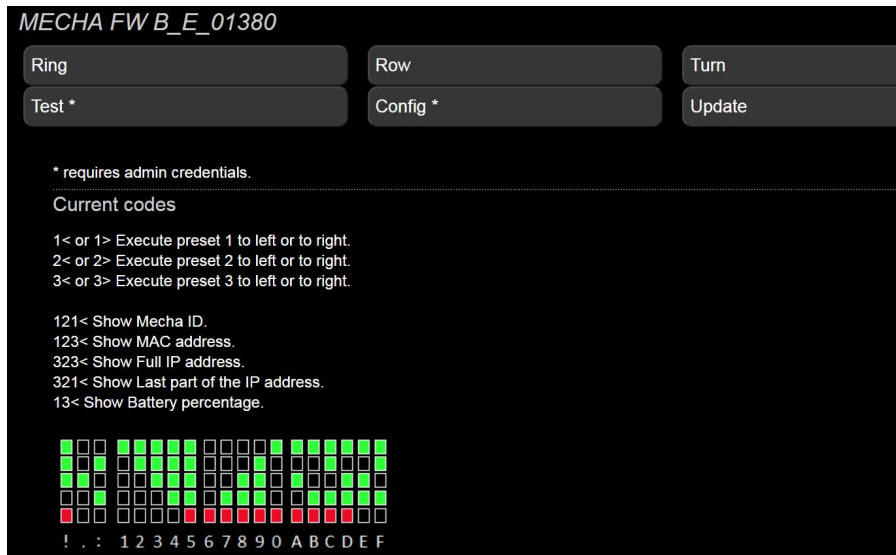 MECHA FW B_E_01380
Ring Row Turn
Test * Config * Update
* requires admin credentials.
Current codes
1< or 1> Execute preset 1 to left or to right.
2< or 2> Execute preset 2 to left or to right.
3< or 3> Execute preset 3 to left or to right.
121< Show Mecha ID.
123< Show MAC address.
323< Show Full IP address.
321< Show Last part of the IP address.
13< Show Battery percentage.
! . : 1 2 3 4 5 6 7 8 9 0 A B C D E F